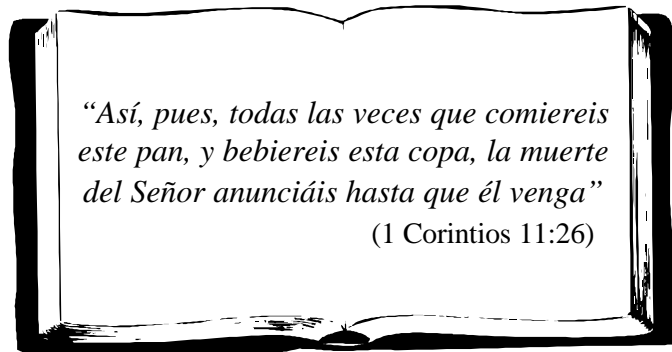 “Así, pues, todas las veces que comiereis
este pan, y bebiereis esta copa, la muerte
del Señor anunciáis hasta que él venga”
(1 Corintios 11:26)